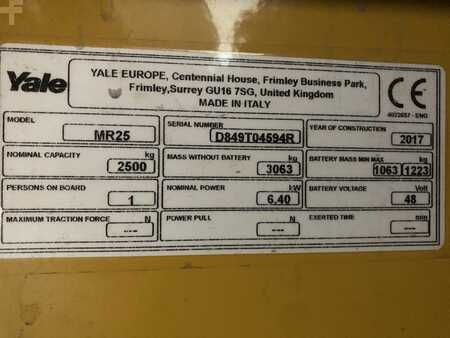 Yale
YALE EUROPE, Centennial House, Frimley Business Park,
Frimley, Surrey GU16 7SG, United Kingdom
MADE IN ITALY
CE
4022857 - ENG
MODEL
MR25
SERIAL NUMBER
D849T04594R
YEAR OF CONSTRUCTION
2017
NOMINAL CAPACITY kg
2500
MASS WITHOUT BATTERY kg
3063
BATTERY MASS MIN MAX kg
1063 1223
PERSONS ON BOARD
1
NOMINAL POWER kW
6.40
BATTERY VOLTAGE Volt
48
MAXIMUM TRACTION FORCE N
---
POWER PULL N
---
EXERTED TIME min
---